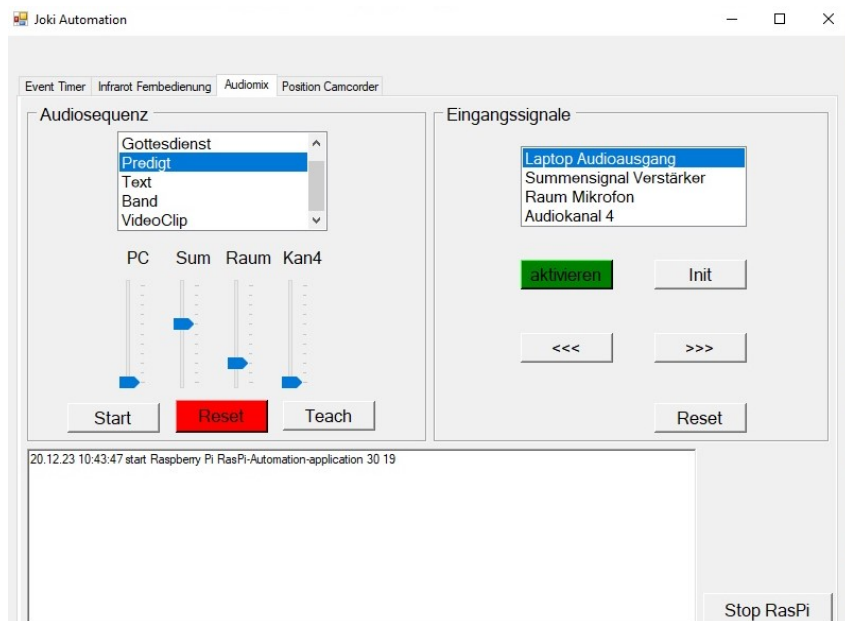 Joki Automation
Event Timer Infrarot Fernbedienung Audiomix Position Camcorder
Audiosequenz
Gottesdienst
Predigt
Text
Band
VideoClip
PC Sum Raum Kan4
Start Reset Teach
Eingangssignale
Laptop Audioausgang
Summensignal Verstärker
Raum Mikrofon
Audiokanal 4
aktivieren Init
<<< >>>
Reset
20.12.23 10:43:47 start Raspberry Pi RasPi-Automation-application 30 19
Stop RasPi